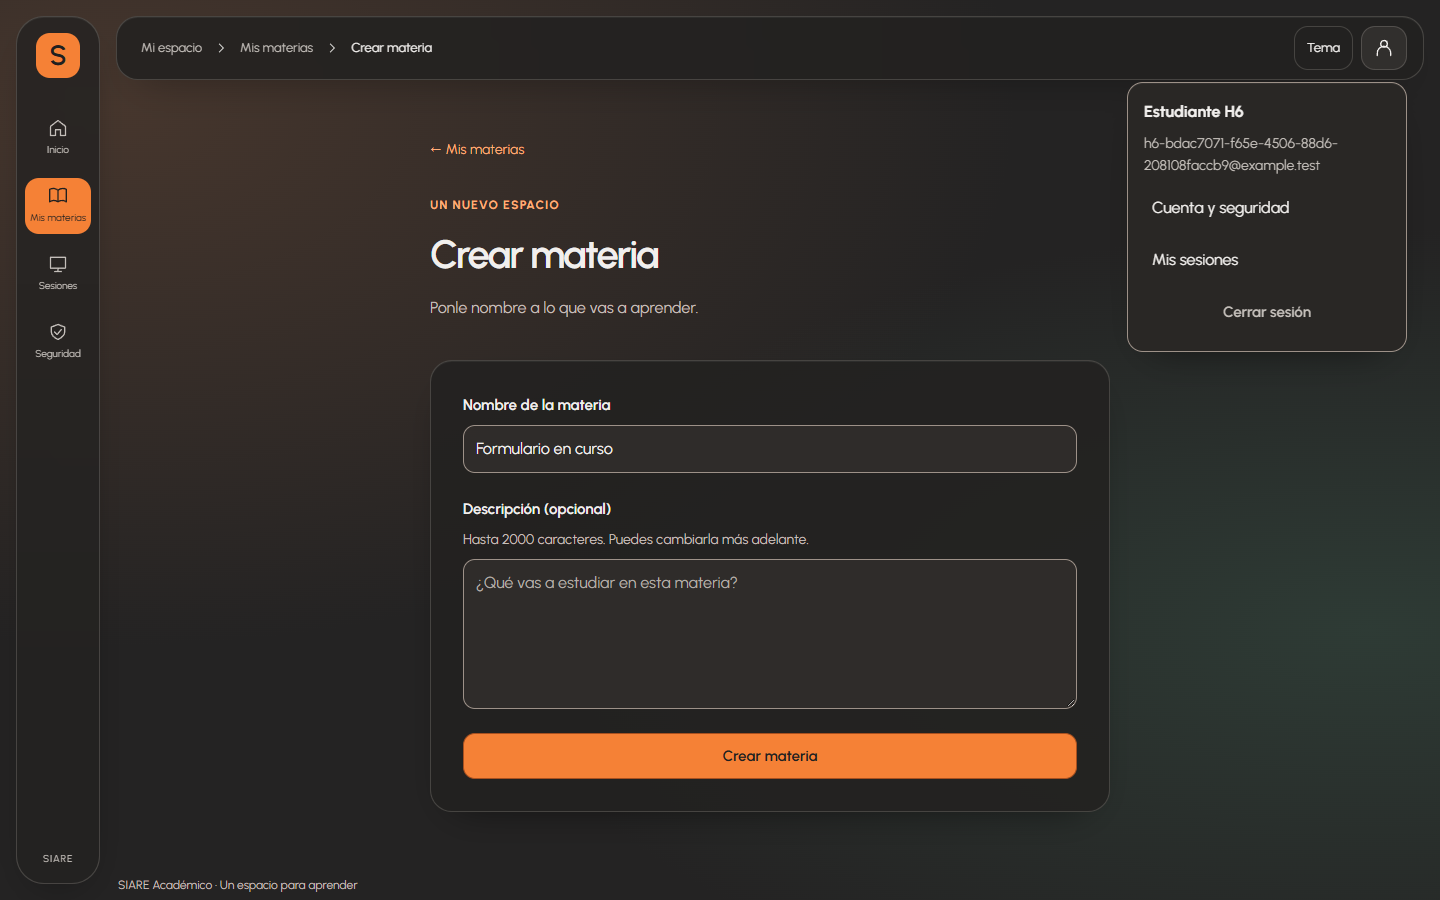 S
Inicio
Mis materias
Sesiones
Seguridad
SIARE
Mi espacio
Mis materias
Crear materia
Tema
Estudiante H6
h6-bdac7071-f65e-4506-88d6-
208108faccb9@example.test
Cuenta y seguridad
Mis sesiones
Cerrar sesión
← Mis materias
UN NUEVO ESPACIO
Crear materia
Ponle nombre a lo que vas a aprender.
Nombre de la materia
Formulario en curso
Descripción (opcional)
Hasta 2000 caracteres. Puedes cambiarla más adelante.
¿Qué vas a estudiar en esta materia?
Crear materia
SIARE Académico · Un espacio para aprender